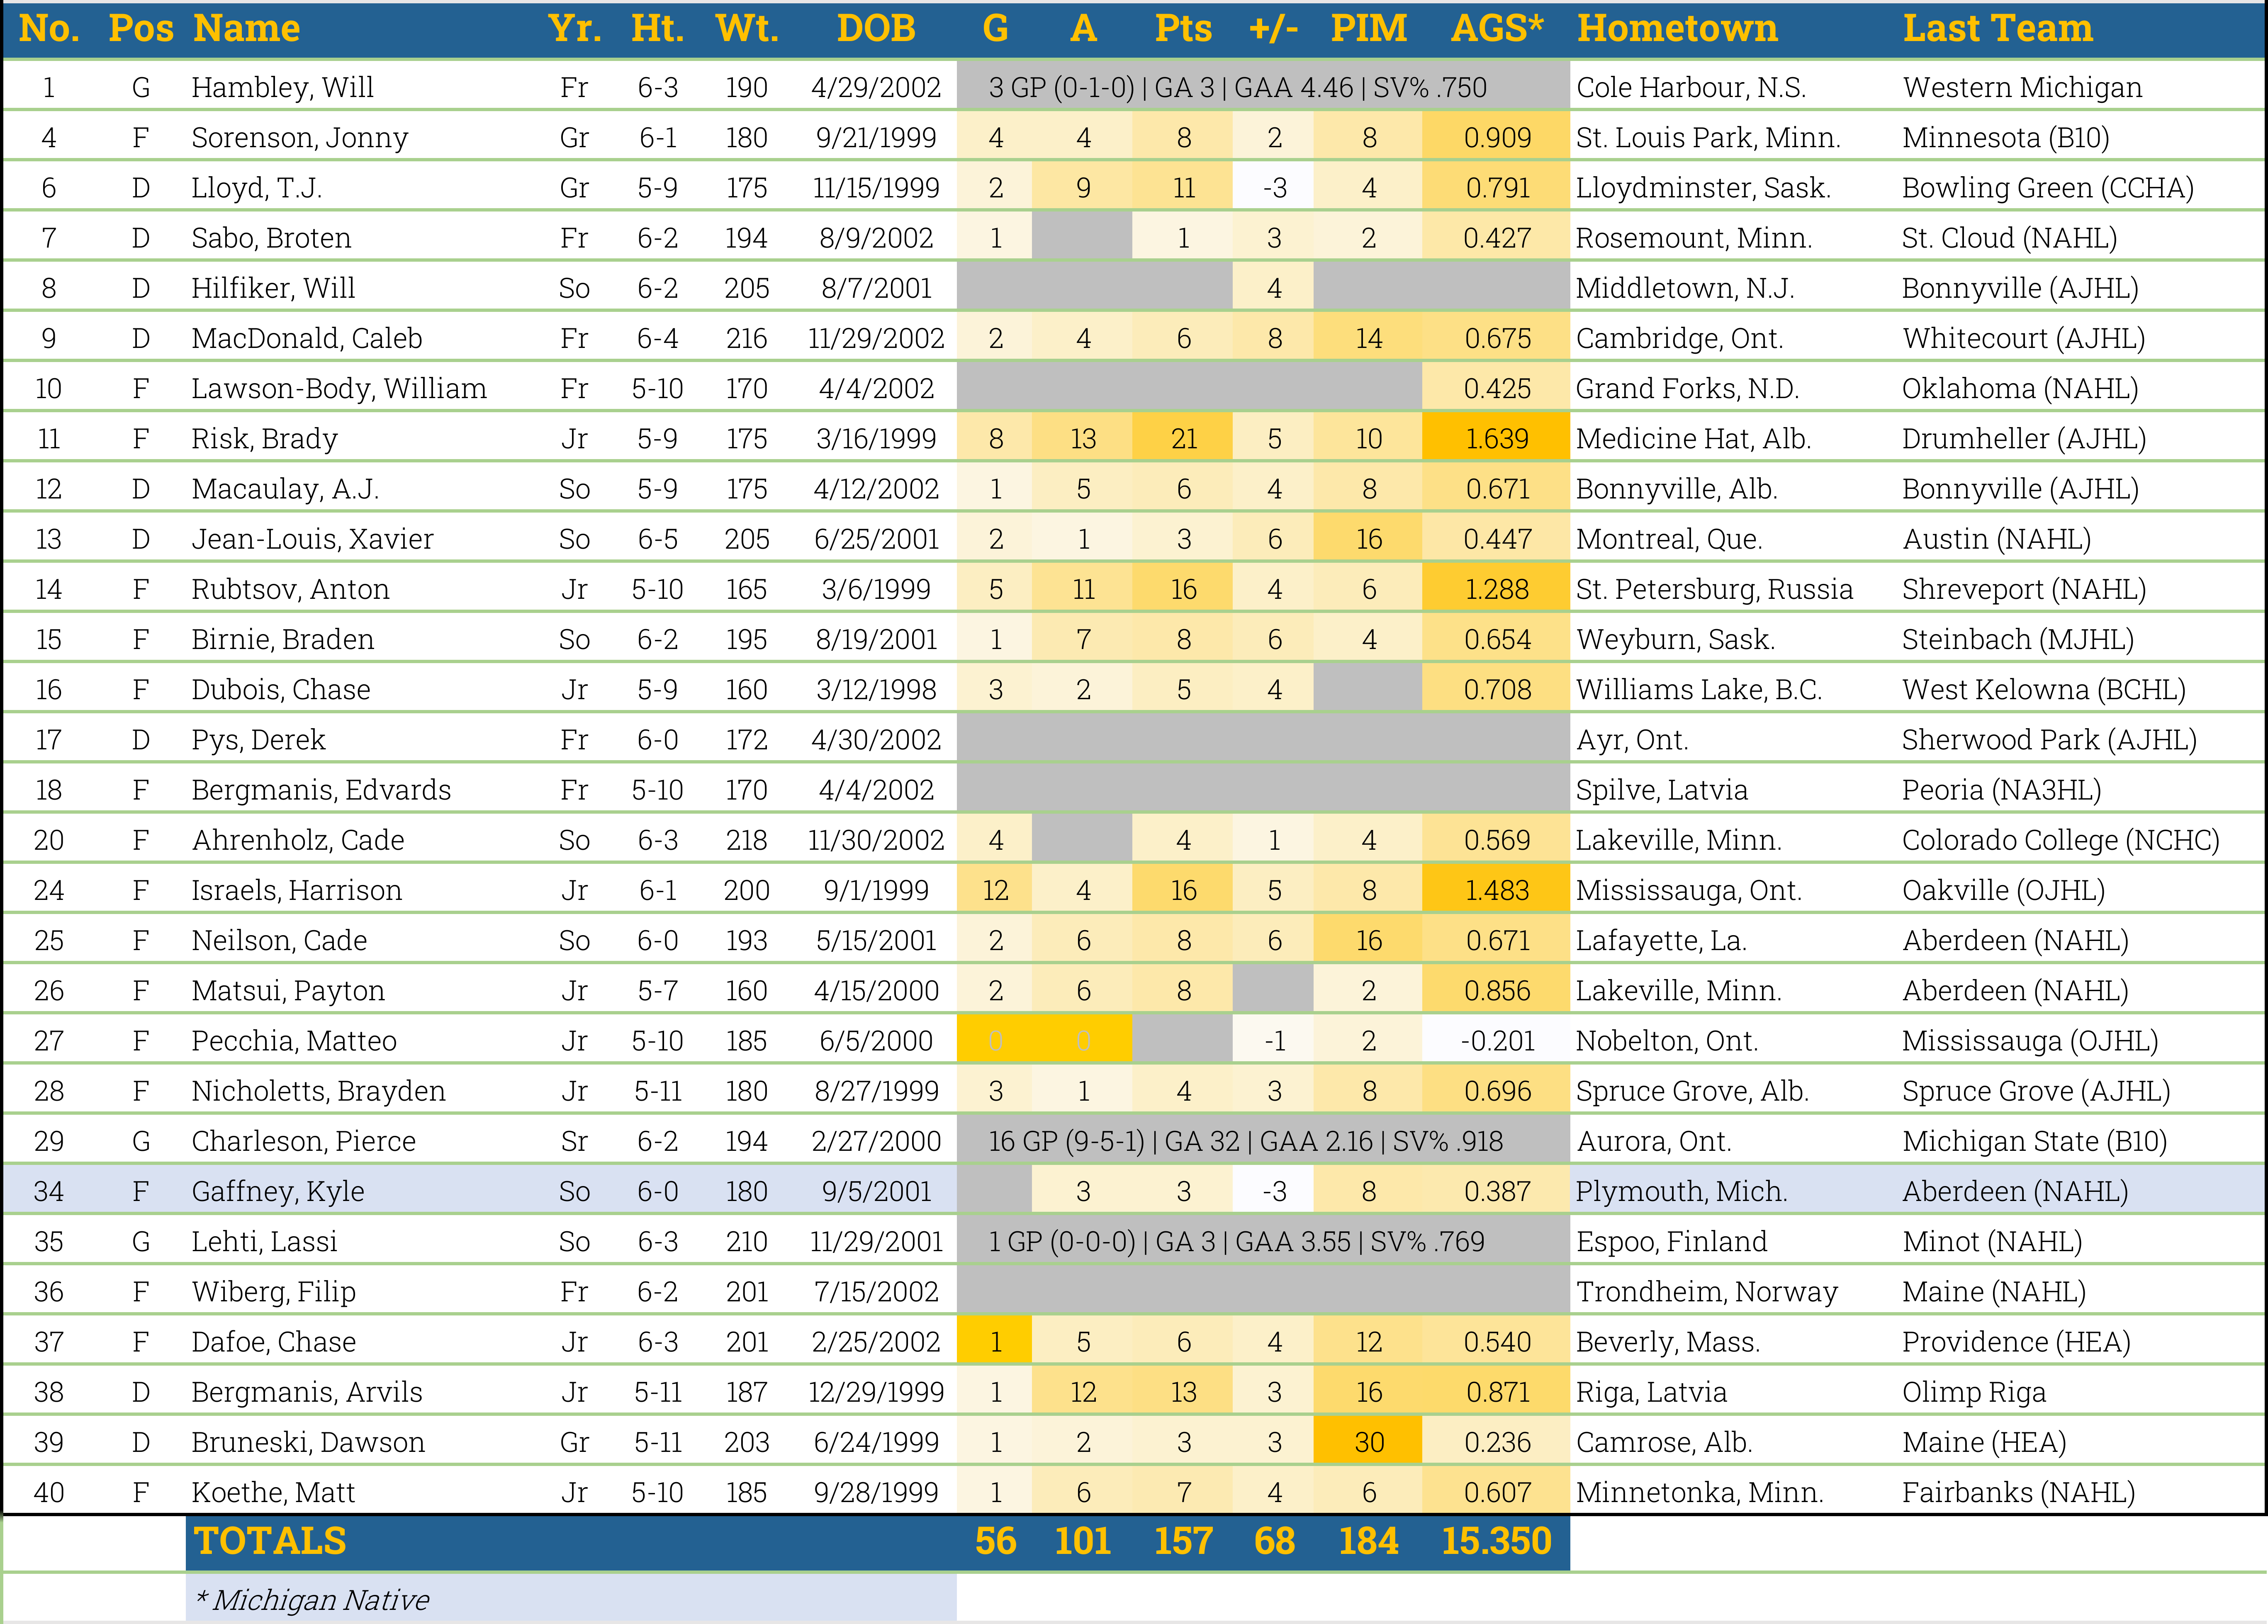 No. Pos Name Yr. Ht. Wt. DOB G A Pts +/- PIM AGS* Hometown Last Team
1 G Hambley, Will Fr 6-3 190 4/29/2002 3 GP (0-1-0) | GA 3 | GAA 4.46 | SV% .750 Cole Harbour, N.S. Western Michigan
4 F Sorenson, Jonny Gr 6-1 180 9/21/1999 4 4 8 2 8 0.909 St. Louis Park, Minn. Minnesota (B10)
6 D Lloyd, T.J. Gr 5-9 175 11/15/1999 2 9 11 -3 4 0.791 Lloydminster, Sask. Bowling Green (CCHA)
7 D Sabo, Broten Fr 6-2 194 8/9/2002 1 1 3 2 0.427 Rosemount, Minn. St. Cloud (NAHL)
8 D Hilfiker, Will So 6-2 205 8/7/2001 4 Middletown, N.J. Bonnyville (AJHL)
9 D MacDonald, Caleb Fr 6-4 216 11/29/2002 2 4 6 8 14 0.675 Cambridge, Ont. Whitecourt (AJHL)
10 F Lawson-Body, William Fr 5-10 170 4/4/2002 0.425 Grand Forks, N.D. Oklahoma (NAHL)
11 F Risk, Brady Jr 5-9 175 3/16/1999 8 13 21 5 10 1.639 Medicine Hat, Alb. Drumheller (AJHL)
12 D Macaulay, A.J. So 5-9 175 4/12/2002 1 5 6 4 8 0.671 Bonnyville, Alb. Bonnyville (AJHL)
13 D Jean-Louis, Xavier So 6-5 205 6/25/2001 2 1 3 6 16 0.447 Montreal, Que. Austin (NAHL)
14 F Rubtsov, Anton Jr 5-10 165 3/6/1999 5 11 16 4 6 1.288 St. Petersburg, Russia Shreveport (NAHL)
15 F Birnie, Braden So 6-2 195 8/19/2001 1 7 8 6 4 0.654 Weyburn, Sask. Steinbach (MJHL)
16 F Dubois, Chase Jr 5-9 160 3/12/1998 3 2 5 4 0.708 Williams Lake, B.C. West Kelowna (BCHL)
17 D Pys, Derek Fr 6-0 172 4/30/2002 Ayr, Ont. Sherwood Park (AJHL)
18 F Bergmanis, Edvards Fr 5-10 170 4/4/2002 Spilve, Latvia Peoria (NA3HL)
20 F Ahrenholz, Cade So 6-3 218 11/30/2002 4 4 1 4 0.569 Lakeville, Minn. Colorado College (NCHC)
24 F Israels, Harrison Jr 6-1 200 9/1/1999 12 4 16 5 8 1.483 Mississauga, Ont. Oakville (OJHL)
25 F Neilson, Cade So 6-0 193 5/15/2001 2 6 8 6 16 0.671 Lafayette, La. Aberdeen (NAHL)
26 F Matsui, Payton Jr 5-7 160 4/15/2000 2 6 8 2 0.856 Lakeville, Minn. Aberdeen (NAHL)
27 F Pecchia, Matteo Jr 5-10 185 6/5/2000 0 0 -1 2 -0.201 Nobelton, Ont. Mississauga (OJHL)
28 F Nicholetts, Brayden Jr 5-11 180 8/27/1999 3 1 4 3 8 0.696 Spruce Grove, Alb. Spruce Grove (AJHL)
29 G Charleson, Pierce Sr 6-2 194 2/27/2000 16 GP (9-5-1) | GA 32 | GAA 2.16 | SV% .918 Aurora, Ont. Michigan State (B10)
34 F Gaffney, Kyle So 6-0 180 9/5/2001 3 3 -3 8 0.387 Plymouth, Mich. Aberdeen (NAHL)
35 G Lehti, Lassi So 6-3 210 11/29/2001 1 GP (0-0-0) | GA 3 | GAA 3.55 | SV% .769 Espoo, Finland Minot (NAHL)
36 F Wiberg, Filip Fr 6-2 201 7/15/2002 Trondheim, Norway Maine (NAHL)
37 F Dafoe, Chase Jr 6-3 201 2/25/2002 1 5 6 4 12 0.540 Beverly, Mass. Providence (HEA)
38 D Bergmanis, Arvils Jr 5-11 187 12/29/1999 1 12 13 3 16 0.871 Riga, Latvia Olimp Riga
39 D Bruneski, Dawson Gr 5-11 203 6/24/1999 1 2 3 3 30 0.236 Camrose, Alb. Maine (HEA)
40 F Koethe, Matt Jr 5-10 185 9/28/1999 1 6 7 4 6 0.607 Minnetonka, Minn. Fairbanks (NAHL)
TOTALS 56 101 157 68 184 15.350
* Michigan Native